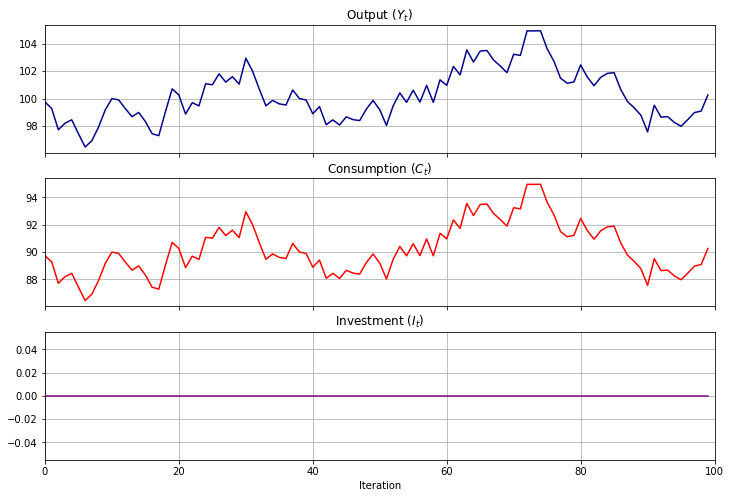 Output (Y_t)
104
102
100
98
Consumption (C_t)
94
92
90
88
Investment (I_t)
0.04
0.02
0.00
−0.02
−0.04
0 20 40 60 80 100
Iteration